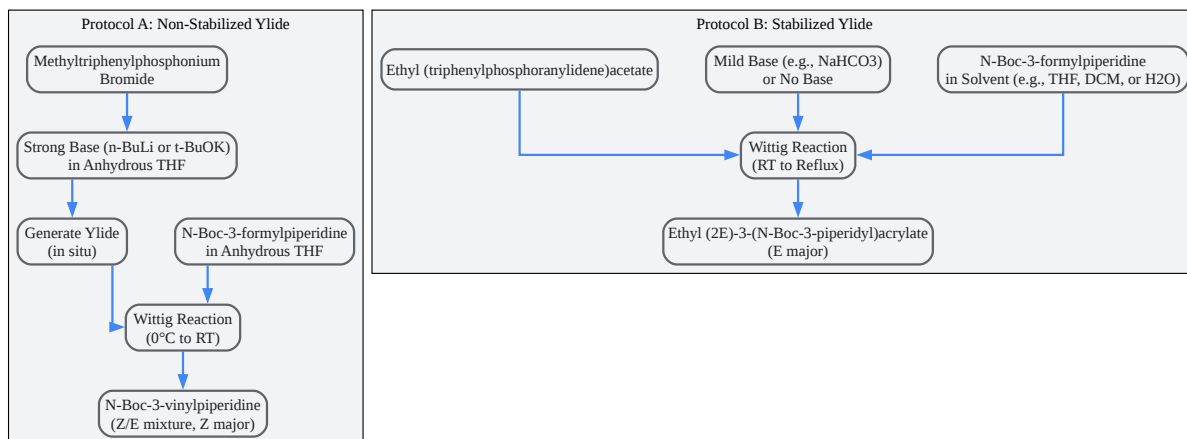 Protocol A: Non-Stabilized Ylide
Methyltriphenylphosphonium
Bromide
Strong Base (n-BuLi or t-BuOK)
in Anhydrous THF
Generate Ylide
(in situ)
N-Boc-3-formylpiperidine
in Anhydrous THF
Wittig Reaction
(0°C to RT)
N-Boc-3-vinylpiperidine
(Z/E mixture, Z major)
Protocol B: Stabilized Ylide
Ethyl (triphenylphosphoranylidene)acetate
Mild Base (e.g., NaHCO3)
or No Base
N-Boc-3-formylpiperidine
in Solvent (e.g., THF, DCM, or H2O)
Wittig Reaction
(RT to Reflux)
Ethyl (2E)-3-(N-Boc-3-piperidyl)acrylate
(E major)